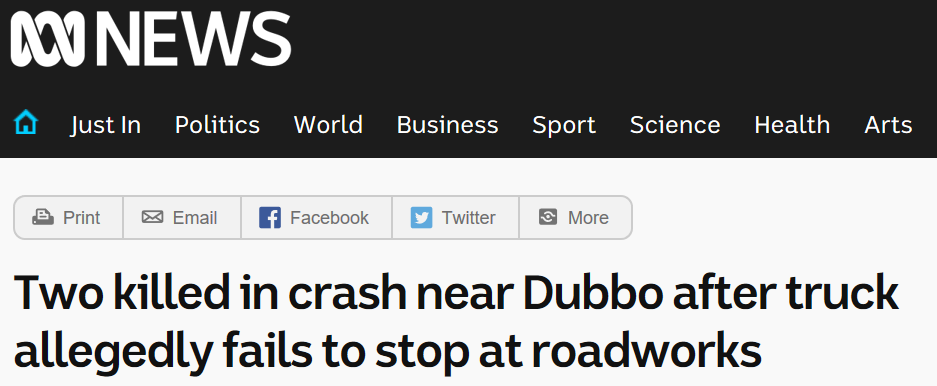 NEWS
Just In Politics World Business Sport Science Health Arts
Print Email Facebook Twitter More
Two killed in crash near Dubbo after truck
allegedly fails to stop at roadworks